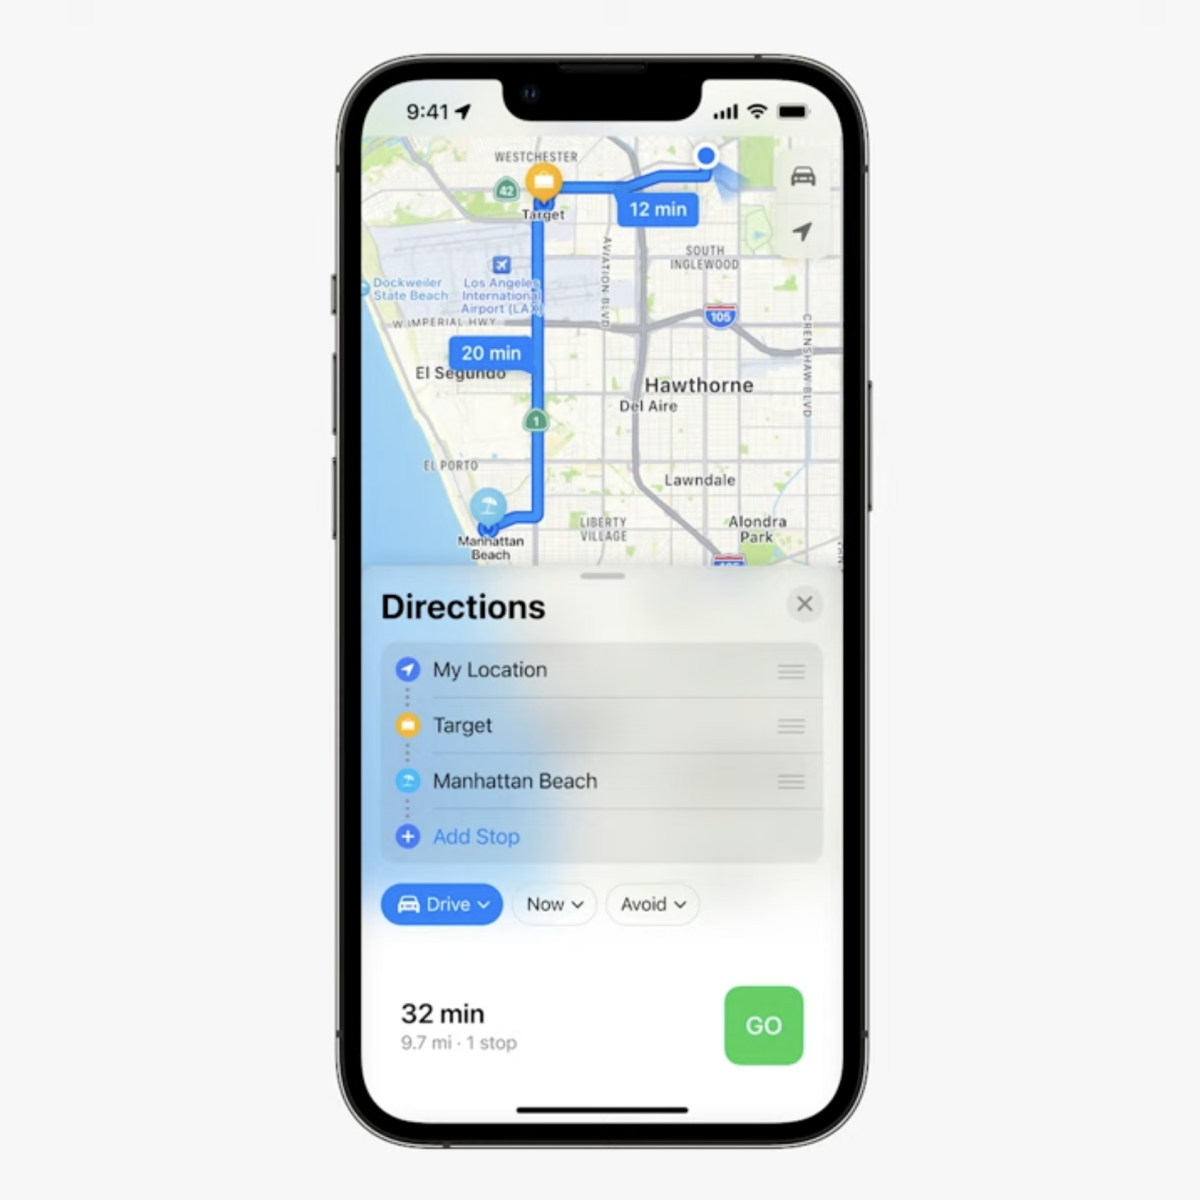 9:41
WESTCHESTER
42
Target
12 min
SOUTH
INGLEWOOD
AVIATION BLVD
Dockweiler
State Beach
Los Angeles
International
Airport (LAX)
105
W IMPERIAL HWY
CRENSHAW BLVD
20 min
El Segundo
Hawthorne
Del Aire
1
EL PORTO
Lawndale
LIBERTY
VILLAGE
Alondra
Park
Manhattan
Beach
Directions
My Location
Target
Manhattan Beach
Add Stop
Drive
Now
Avoid
32 min
9.7 mi · 1 stop
GO